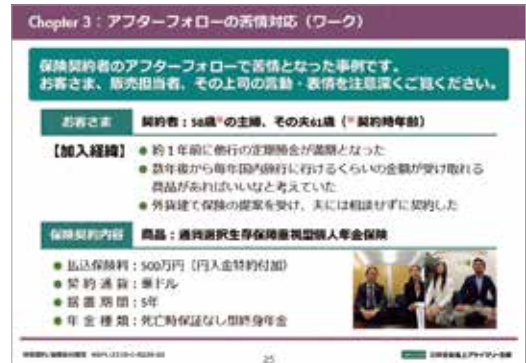 Chapter 3：アフターフォローの苦情対応（ワーク）
保険契約者のアフターフォローで苦情となった事例です。
お客さま、販売担当者、その上司の言動・表情を注意深くご覧ください。
お客さま
契約者：58歳※の主婦、その夫61歳（※契約時年齢）
【加入経緯】
● 約１年前に他行の定期預金が満期となった
● 数年後から毎年国内旅行に行けるくらいの金額が受け取れる
商品があればいいなと考えていた
● 外貨建て保険の提案を受け、夫には相談せずに契約した
保険契約内容
商品：通貨選択生存保障重視型個人年金保険
● 払込保険料：500万円（円入金特約付加）
● 契約通貨：豪ドル
● 据置期間：5年
● 年金種類：死亡時保証なし型終身年金
25